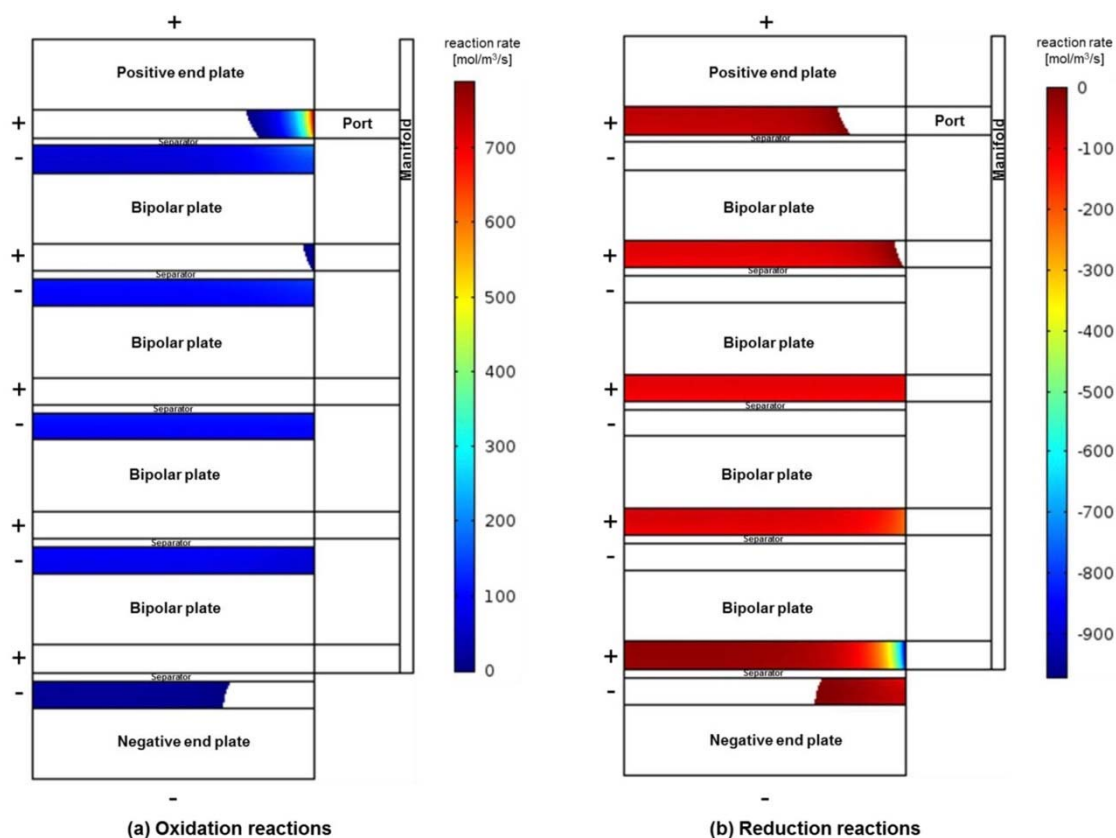 +
Positive end plate
+
Port
Separator
-
Bipolar plate
+
Separator
-
Bipolar plate
+
Separator
-
Bipolar plate
+
Separator
-
Bipolar plate
+
Separator
-
Negative end plate
-
Manifold
reaction rate
[mol/m³/s]
700
600
500
400
300
200
100
0
(a) Oxidation reactions
+
Positive end plate
+
Port
Separator
-
Bipolar plate
+
Separator
-
Bipolar plate
+
Separator
-
Bipolar plate
+
Separator
-
Bipolar plate
+
Separator
-
Negative end plate
-
Manifold
reaction rate
[mol/m³/s]
0
-100
-200
-300
-400
-500
-600
-700
-800
-900
(b) Reduction reactions